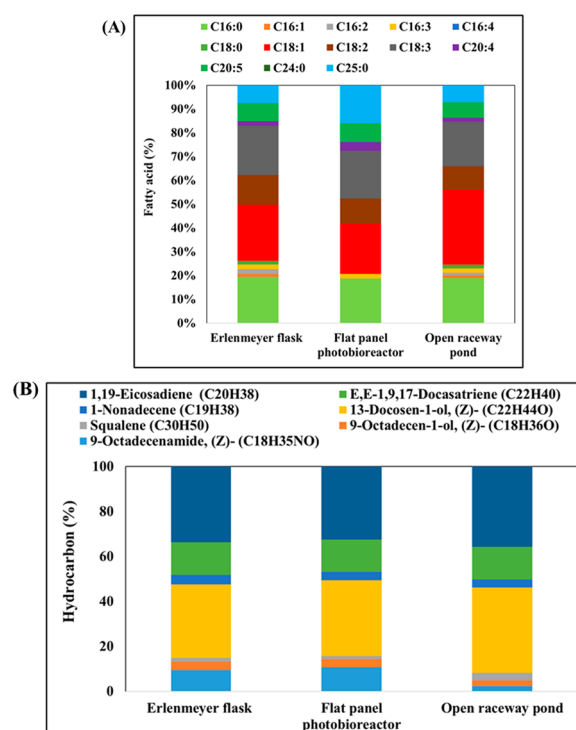 (A)
C16:0 C16:1 C16:2 C16:3 C16:4
C18:0 C18:1 C18:2 C18:3 C20:4
C20:5 C24:0 C25:0
Fatty acid (%)
100%
90%
80%
70%
60%
50%
40%
30%
20%
10%
0%
Erlenmeyer flask Flat panel Open raceway
photobioreactor pond
(B)
1,19-Eicosadiene (C20H38) E,E-1,9,17-Docasatriene (C22H40)
1-Nonadecene (C19H38) 13-Docosen-1-ol, (Z)- (C22H44O)
Squalene (C30H50) 9-Octadecen-1-ol, (Z)- (C18H36O)
9-Octadecenamide, (Z)- (C18H35NO)
Hydrocarbon (%)
100
80
60
40
20
0
Erlenmeyer flask Flat panel Open raceway pond
photobioreactor